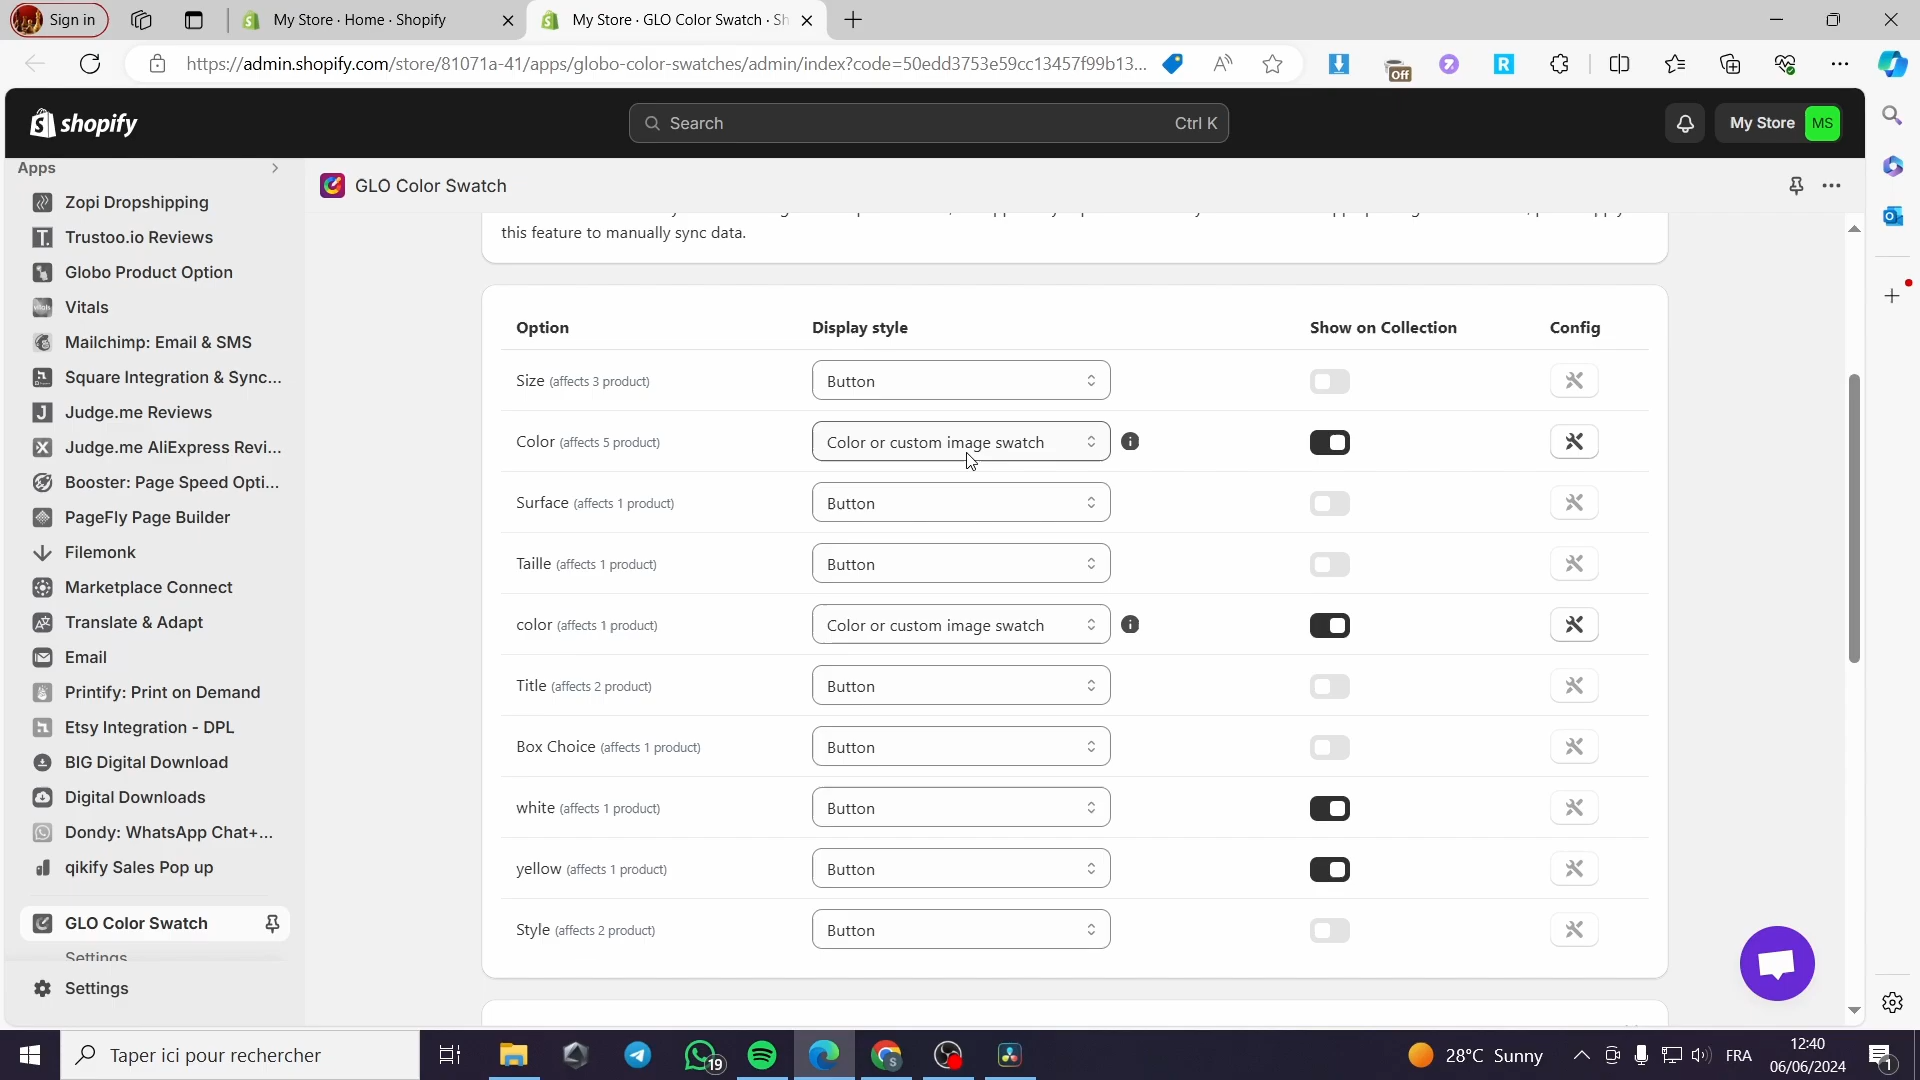 Sign in
My Store · Home · Shopify
My Store · GLO Color Swatch · Sh
https://admin.shopify.com/store/81071a-41/apps/globo-color-swatches/admin/index?code=50edd3753e59cc13457f99b13...
Off
shopify
Search
Ctrl K
My Store
MS
Apps
Zopi Dropshipping
Trustoo.io Reviews
Globo Product Option
Vitals
Mailchimp: Email & SMS
Square Integration & Sync...
Judge.me Reviews
Judge.me AliExpress Revi...
Booster: Page Speed Opti...
PageFly Page Builder
Filemonk
Marketplace Connect
Translate & Adapt
Email
Printify: Print on Demand
Etsy Integration - DPL
BIG Digital Download
Digital Downloads
Dondy: WhatsApp Chat+...
qikify Sales Pop up
GLO Color Swatch
Settings
Settings
GLO Color Swatch
this feature to manually sync data.
Option Display style Show on Collection Config
Size (affects 3 product) Button
Color (affects 5 product) Color or custom image swatch
Surface (affects 1 product) Button
Taille (affects 1 product) Button
color (affects 1 product) Color or custom image swatch
Title (affects 2 product) Button
Box Choice (affects 1 product) Button
white (affects 1 product) Button
yellow (affects 1 product) Button
Style (affects 2 product) Button
Taper ici pour rechercher
19
28°C Sunny
FRA
12:40
06/06/2024
1